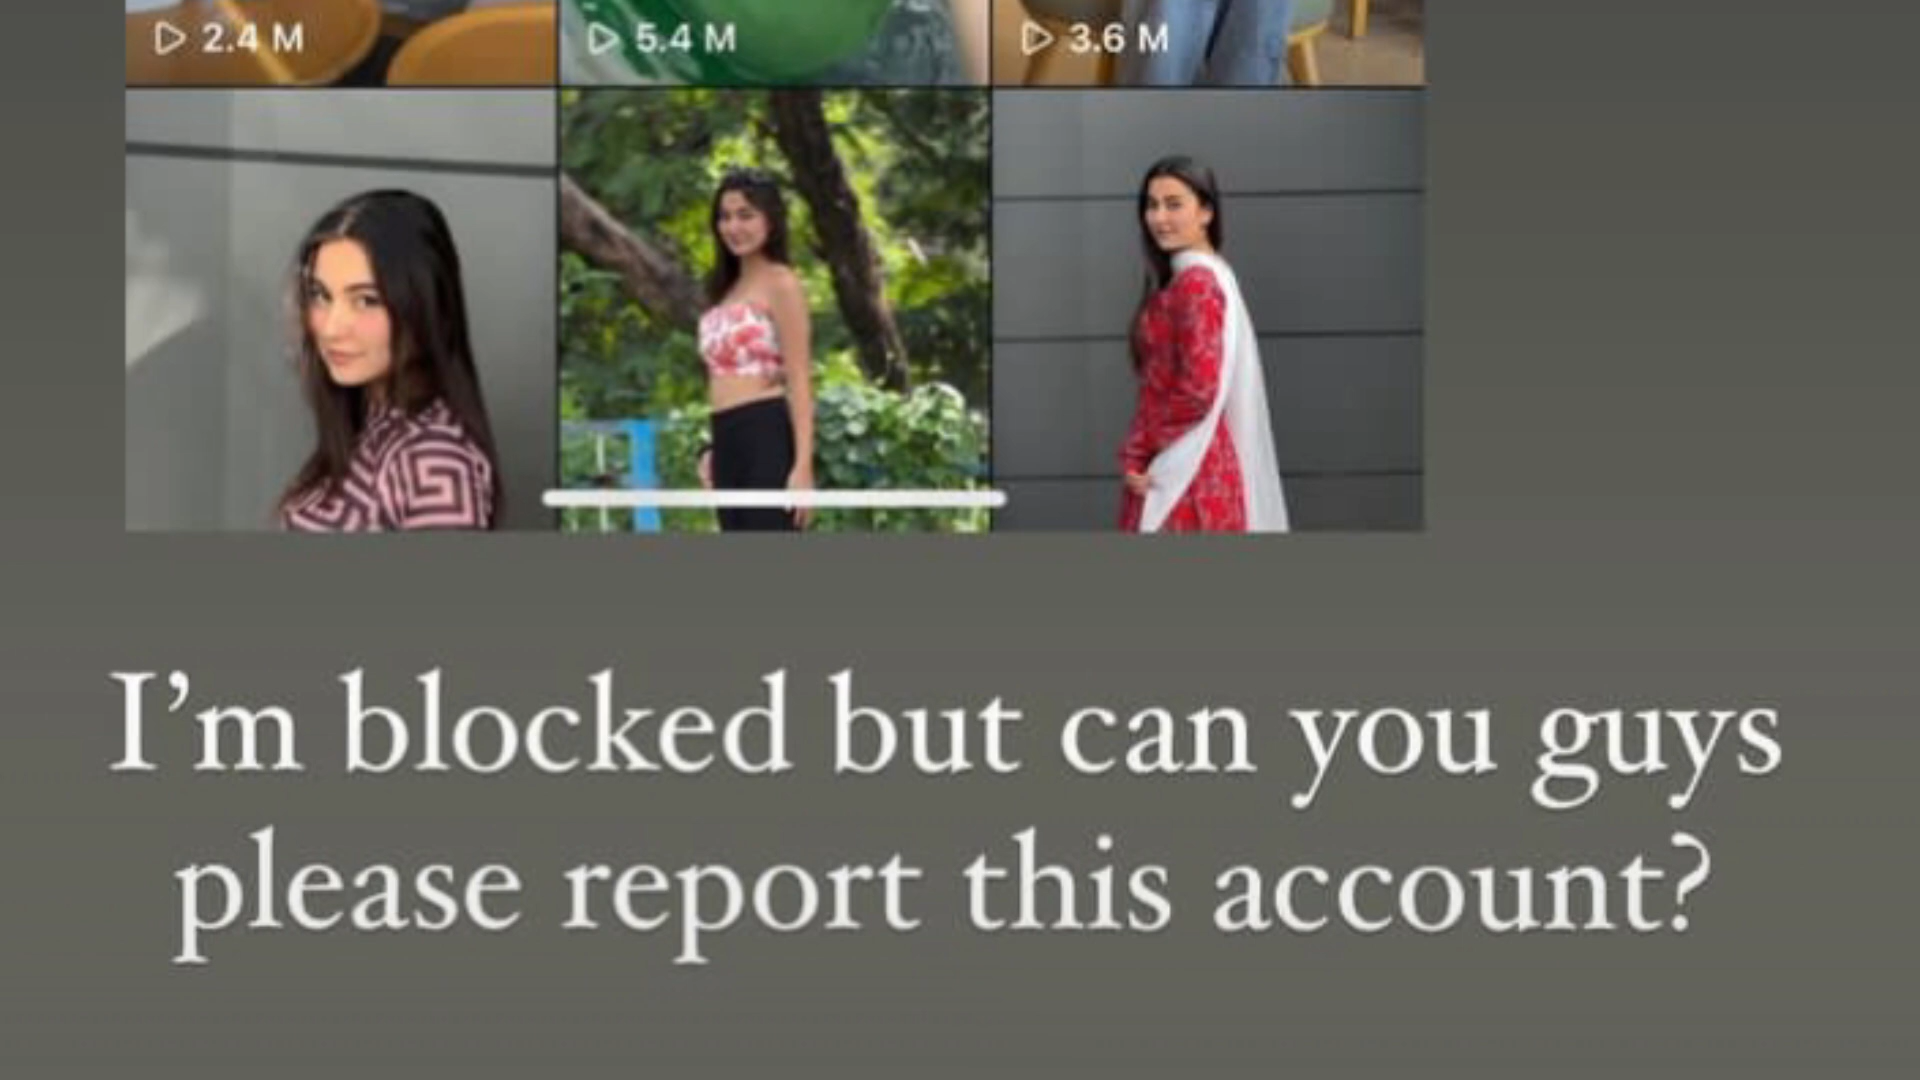 2.4 M
5.4 M
3.6 M
I'm blocked but can you guys
please report this account?